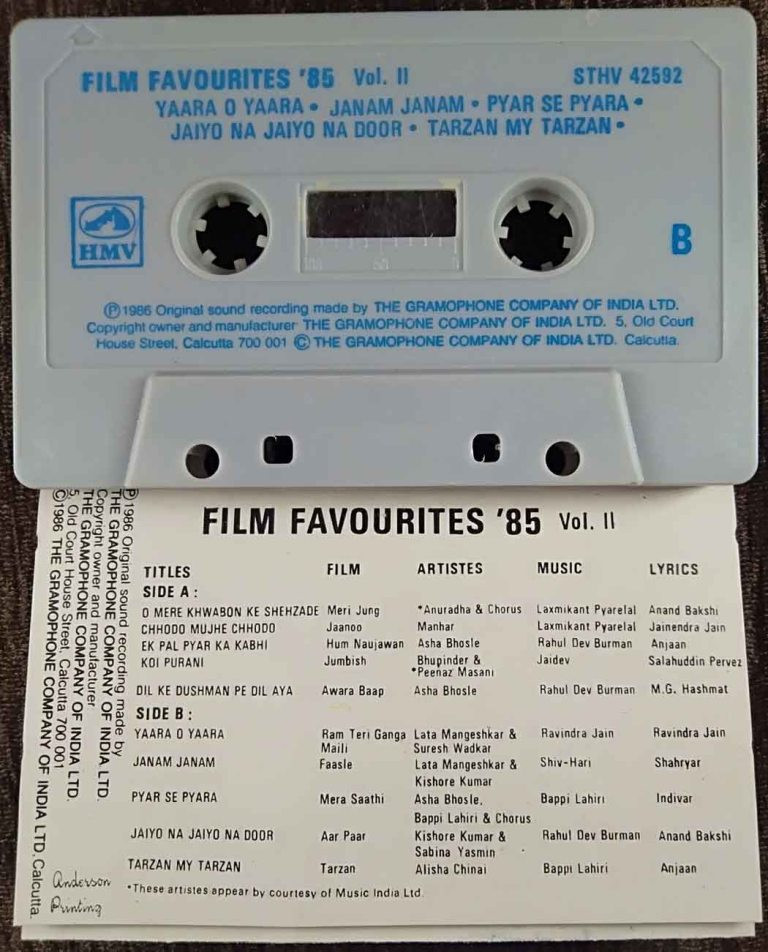 FILM FAVOURITES '85 Vol. II STHV 42592
YAARA O YAARA • JANAM JANAM • PYAR SE PYARA •
JAIYO NA JAIYO NA DOOR • TARZAN MY TARZAN •
HMV
B
100 50 0
Ⓟ1986 Original sound recording made by THE GRAMOPHONE COMPANY OF INDIA LTD.
Copyright owner and manufacturer THE GRAMOPHONE COMPANY OF INDIA LTD. 5, Old Court
House Street, Calcutta 700 001 © THE GRAMOPHONE COMPANY OF INDIA LTD. Calcutta.
Ⓟ1986 Original sound recording made by
THE GRAMOPHONE COMPANY OF INDIA LTD.
Copyright owner and manufacturer
THE GRAMOPHONE COMPANY OF INDIA LTD.
5, Old Court House Street, Calcutta 700 001
©1986 THE GRAMOPHONE COMPANY OF INDIA LTD. Calcutta.
Anderson
Printing
FILM FAVOURITES '85 Vol. II
TITLES FILM ARTISTES MUSIC LYRICS
SIDE A :
O MERE KHWABON KE SHEHZADE Meri Jung *Anuradha & Chorus Laxmikant Pyarelal Anand Bakshi
CHHODO MUJHE CHHODO Jaanoo Manhar Laxmikant Pyarelal Jainendra Jain
EK PAL PYAR KA KABHI Hum Naujawan Asha Bhosle Rahul Dev Burman Anjaan
KOI PURANI Jumbish Bhupinder & Jaidev Salahuddin Pervez
*Peenaz Masani
DIL KE DUSHMAN PE DIL AYA Awara Baap Asha Bhosle Rahul Dev Burman M.G. Hashmat
SIDE B :
YAARA O YAARA Ram Teri Ganga Lata Mangeshkar & Ravindra Jain Ravindra Jain
Maili Suresh Wadkar
JANAM JANAM Faasle Lata Mangeshkar & Shiv-Hari Shahryar
Kishore Kumar
PYAR SE PYARA Mera Saathi Asha Bhosle, Bappi Lahiri Indivar
Bappi Lahiri & Chorus
JAIYO NA JAIYO NA DOOR Aar Paar Kishore Kumar & Rahul Dev Burman Anand Bakshi
Sabina Yasmin
TARZAN MY TARZAN Tarzan Alisha Chinai Bappi Lahiri Anjaan
*These artistes appear by courtesy of Music India Ltd.